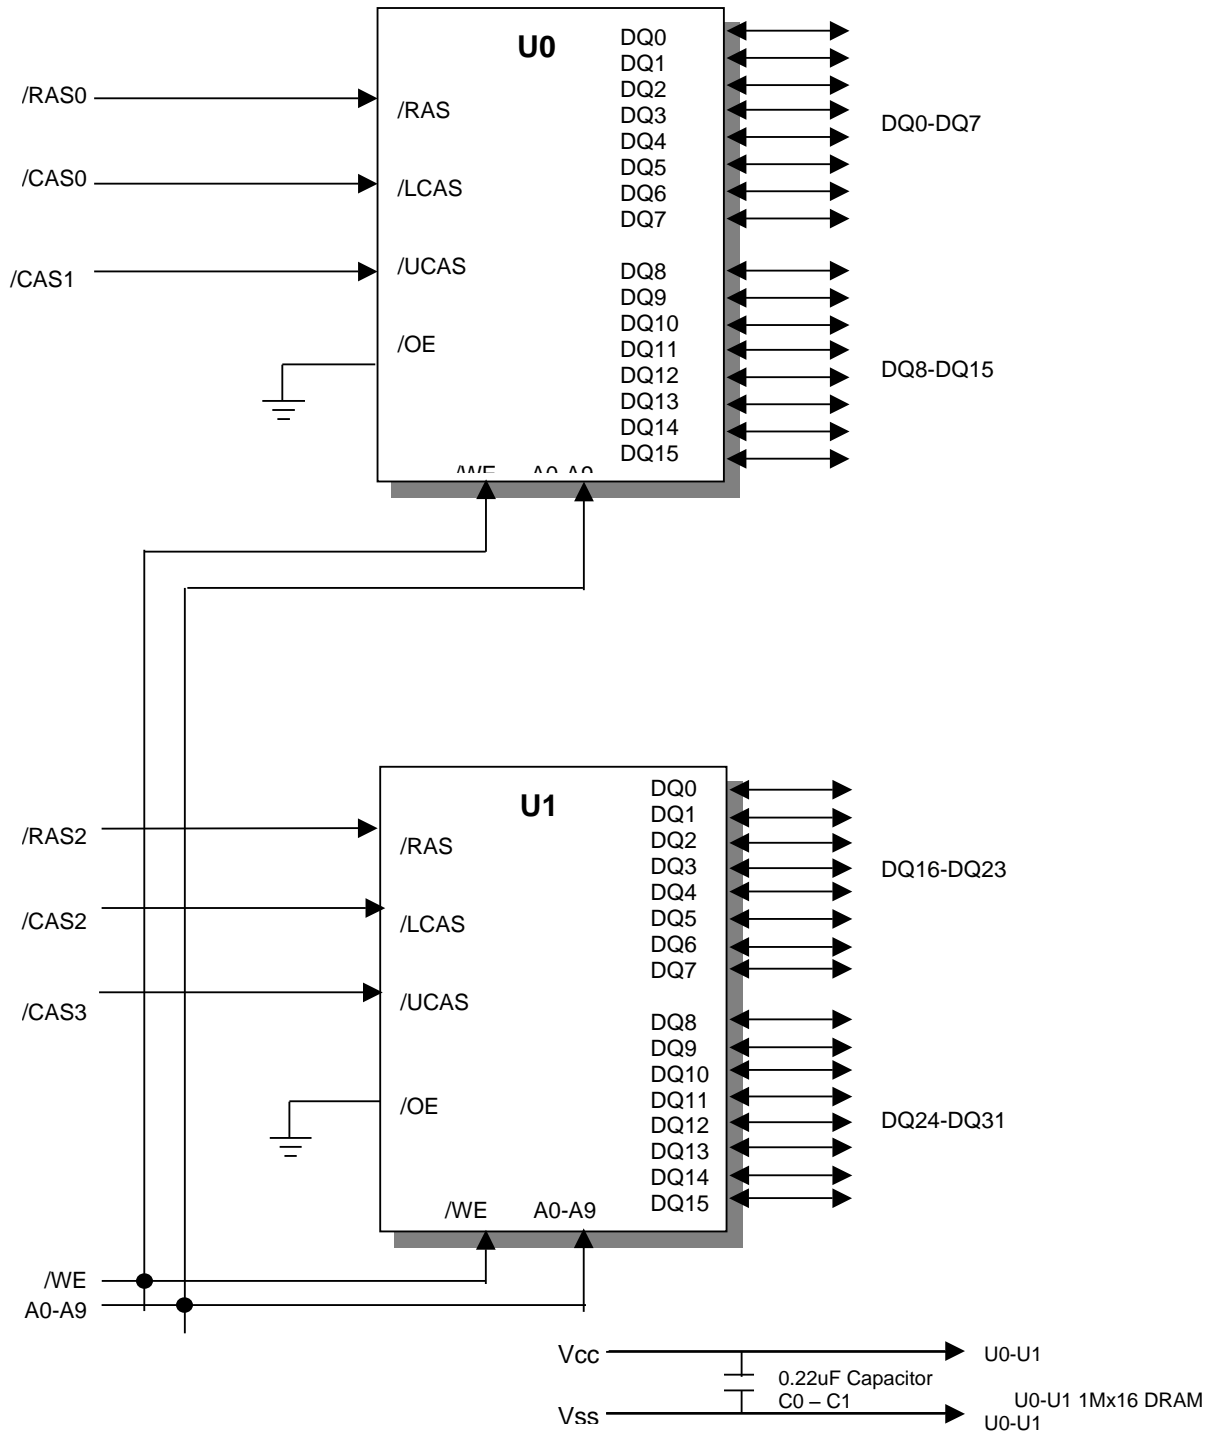 U0
DQ0
DQ1
DQ2
DQ3
DQ4
DQ5
DQ6
DQ7
/RAS0
/RAS
DQ0-DQ7
/CAS0
/LCAS
/CAS1
/UCAS
DQ8
DQ9
DQ10
DQ11
DQ12
DQ13
DQ14
DQ15
/OE
DQ8-DQ15
/WE
A0-A9
U1
DQ0
DQ1
DQ2
DQ3
DQ4
DQ5
DQ6
DQ7
/RAS2
/RAS
DQ16-DQ23
/CAS2
/LCAS
/CAS3
/UCAS
DQ8
DQ9
DQ10
DQ11
DQ12
DQ13
DQ14
DQ15
/OE
DQ24-DQ31
/WE
A0-A9
/WE
A0-A9
Vcc
U0-U1
0.22uF Capacitor
C0 – C1
U0-U1 1Mx16 DRAM
Vss
U0-U1